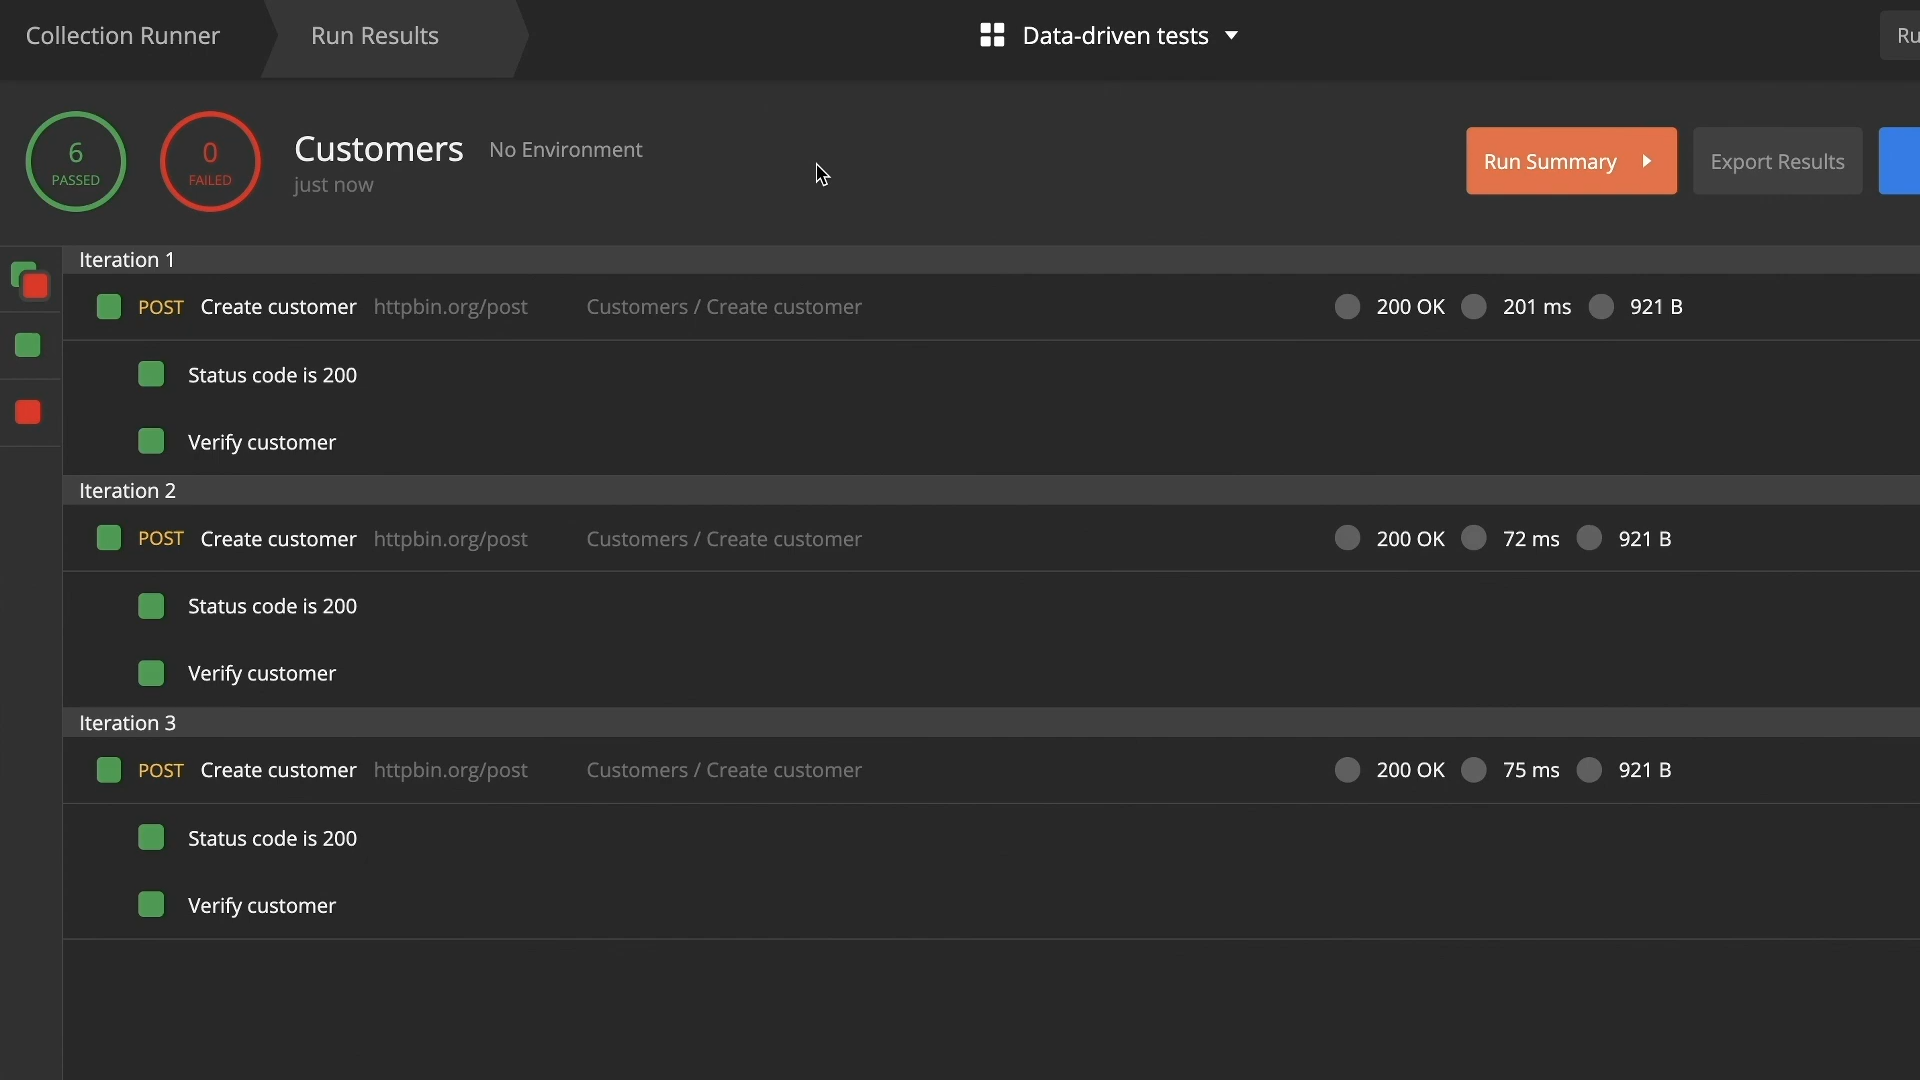 Collection Runner
Run Results
Data-driven tests
Ru
6
PASSED
0
FAILED
Customers
No Environment
just now
Run Summary
Export Results
Iteration 1
POST Create customer httpbin.org/post Customers / Create customer 200 OK 201 ms 921 B
Status code is 200
Verify customer
Iteration 2
POST Create customer httpbin.org/post Customers / Create customer 200 OK 72 ms 921 B
Status code is 200
Verify customer
Iteration 3
POST Create customer httpbin.org/post Customers / Create customer 200 OK 75 ms 921 B
Status code is 200
Verify customer